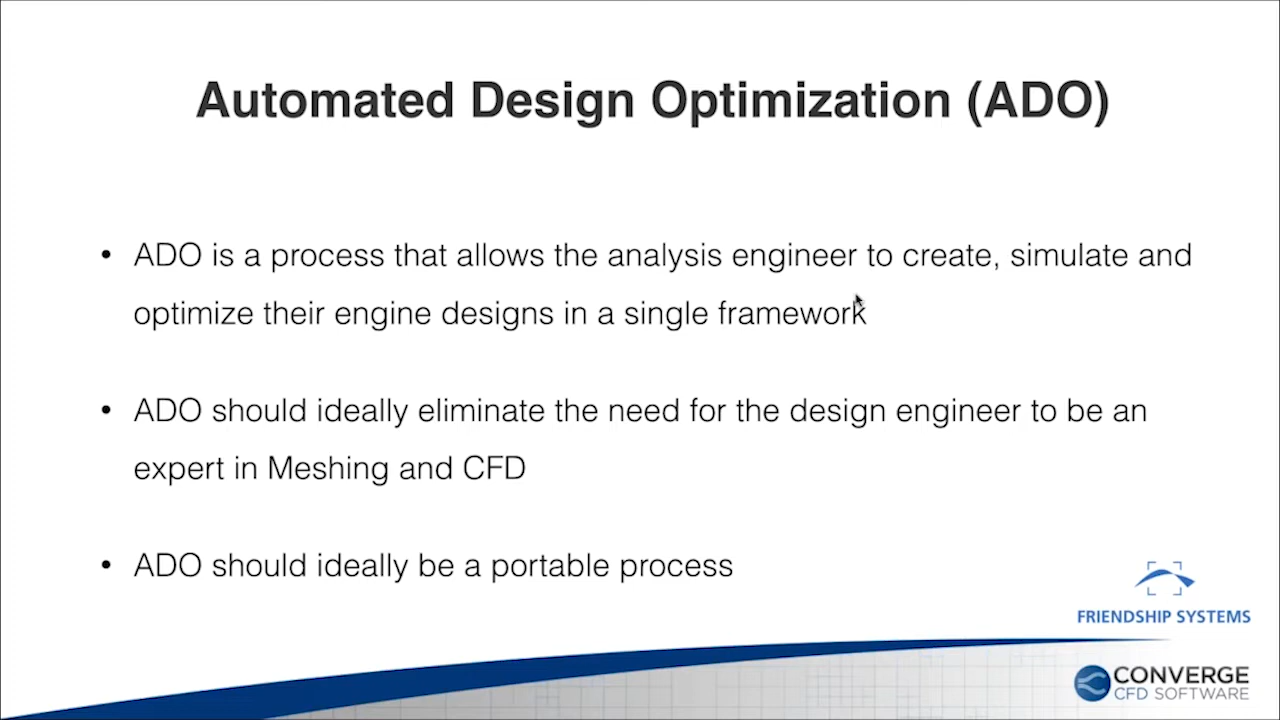 Automated Design Optimization (ADO)
• ADO is a process that allows the analysis engineer to create, simulate and
optimize their engine designs in a single framework
• ADO should ideally eliminate the need for the design engineer to be an
expert in Meshing and CFD
• ADO should ideally be a portable process
FRIENDSHIP SYSTEMS
CONVERGE
CFD SOFTWARE